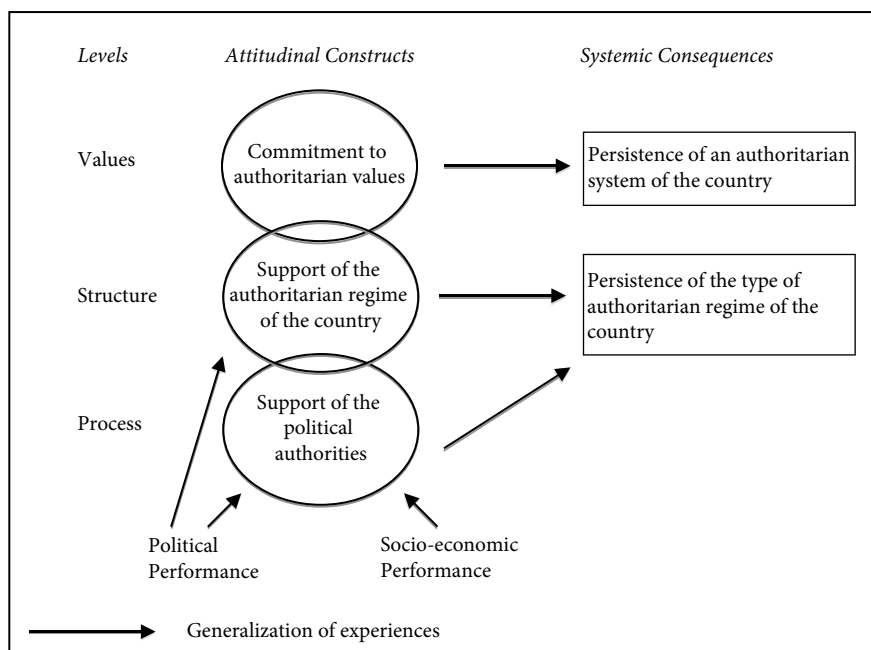 Levels Attitudinal Constructs Systemic Consequences
Values
Commitment to
authoritarian values
Persistence of an authoritarian
system of the country
Structure
Support of the
authoritarian regime
of the country
Persistence of the type of
authoritarian regime of the
country
Process
Support of the
political
authorities
Political
Performance
Socio-economic
Performance
Generalization of experiences